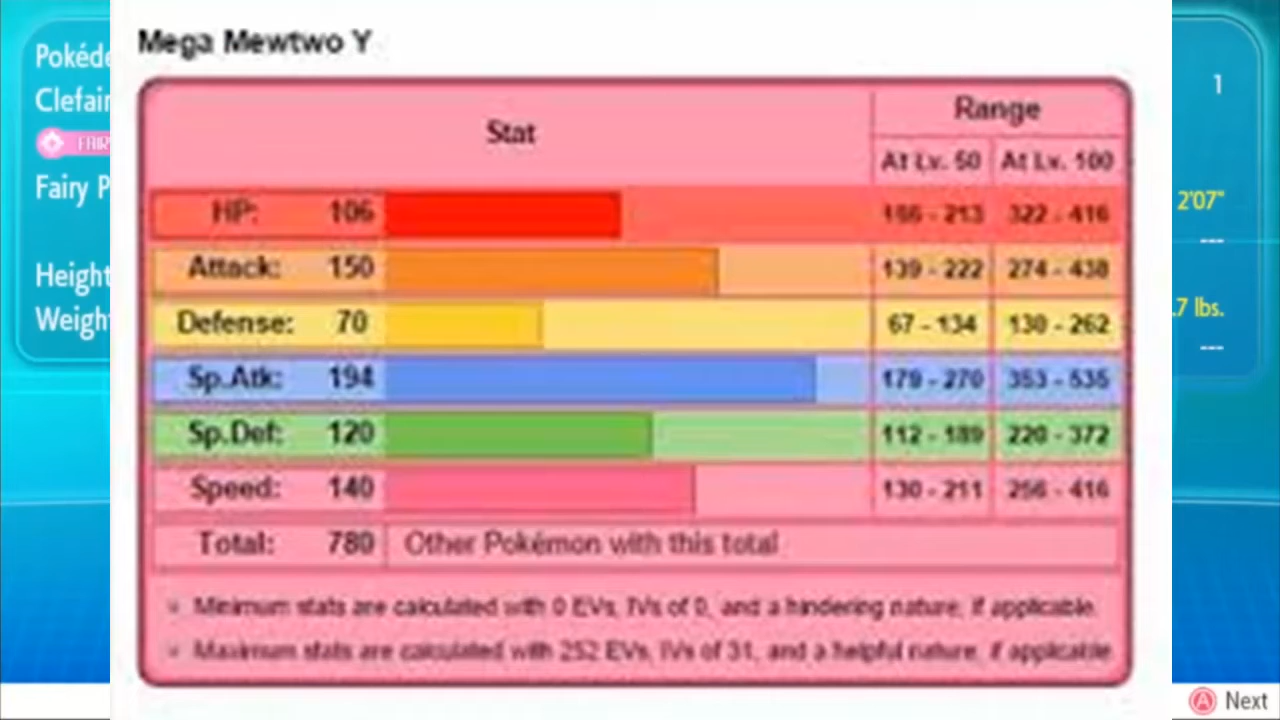 Mega Mewtwo Y
Stat
Range
At Lv. 50 At Lv. 100
HP: 106 166 - 213 322 - 416
Attack: 150 139 - 222 274 - 438
Defense: 70 67 - 134 130 - 262
Sp.Atk: 194 179 - 270 353 - 535
Sp.Def: 120 112 - 189 220 - 372
Speed: 140 130 - 211 256 - 416
Total: 780 Other Pokémon with this total
Minimum stats are calculated with 0 EVs, IVs of 0, and a hindering nature, if applicable.
Maximum stats are calculated with 252 EVs, IVs of 31, and a helpful nature, if applicable
Pokéde
Clefair
FAIR
Fairy P
Height
Weight
1
2'07"
---
.7 lbs.
---
A Next